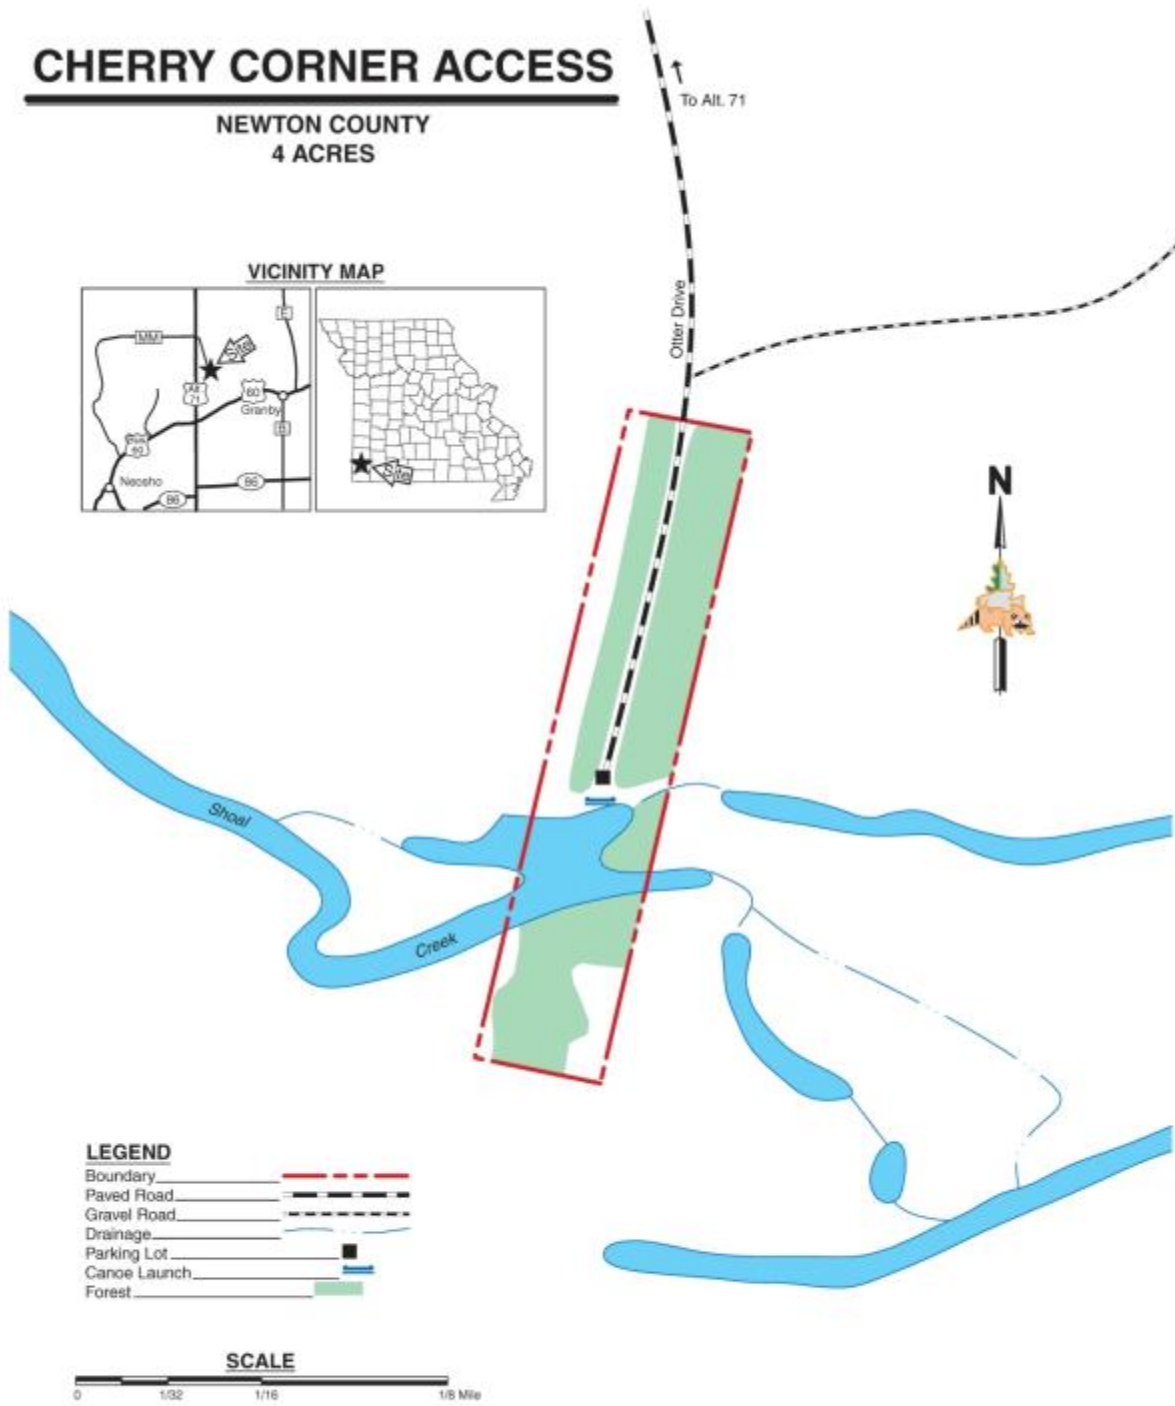 CHERRY CORNER ACCESS
NEWTON COUNTY
4 ACRES
To Alt. 71
Otter Drive
VICINITY MAP
MM
E
Site
Alt.
71
60
Granby
B
60
Neosho
86
86
Site
N
Shoal
Creek
LEGEND
Boundary
Paved Road
Gravel Road
Drainage
Parking Lot
Canoe Launch
Forest
SCALE
0 1/32 1/16 1/8 Mile